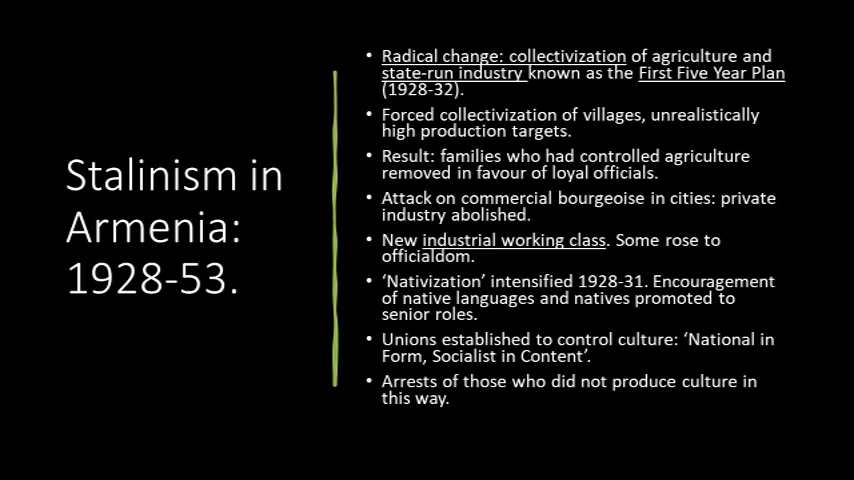 Stalinism in
Armenia:
1928-53.
• Radical change: collectivization of agriculture and
state-run industry known as the First Five Year Plan
(1928-32).
• Forced collectivization of villages, unrealistically
high production targets.
• Result: families who had controlled agriculture
removed in favour of loyal officials.
• Attack on commercial bourgeoise in cities: private
industry abolished.
• New industrial working class. Some rose to
officialdom.
• ‘Nativization’ intensified 1928-31. Encouragement
of native languages and natives promoted to
senior roles.
• Unions established to control culture: ‘National in
Form, Socialist in Content’.
• Arrests of those who did not produce culture in
this way.